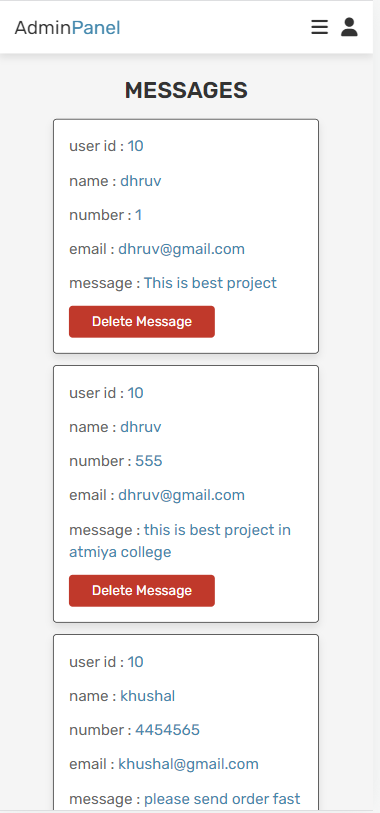 AdminPanel
MESSAGES
user id : 10
name : dhruv
number : 1
email : dhruv@gmail.com
message : This is best project
Delete Message
user id : 10
name : dhruv
number : 555
email : dhruv@gmail.com
message : this is best project in
atmiya college
Delete Message
user id : 10
name : khushal
number : 4454565
email : khushal@gmail.com
message : please send order fast